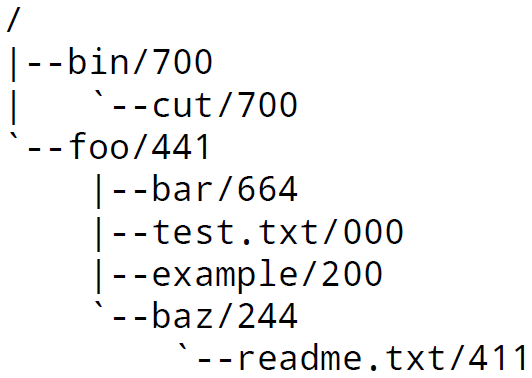 /
|--bin/700
|   `--cut/700
`--foo/441
    |--bar/664
    |--test.txt/000
    |--example/200
    `--baz/244
        `--readme.txt/411